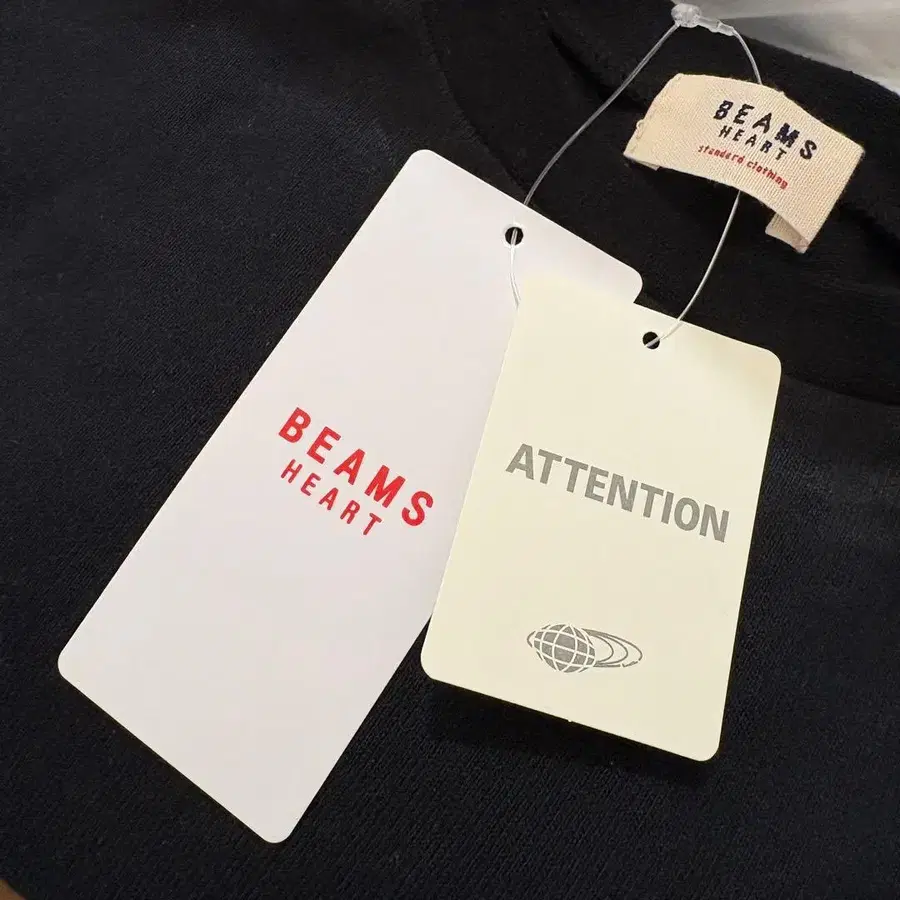 BEAMS
HEART
standard clothing
BEAMS
HEART
ATTENTION